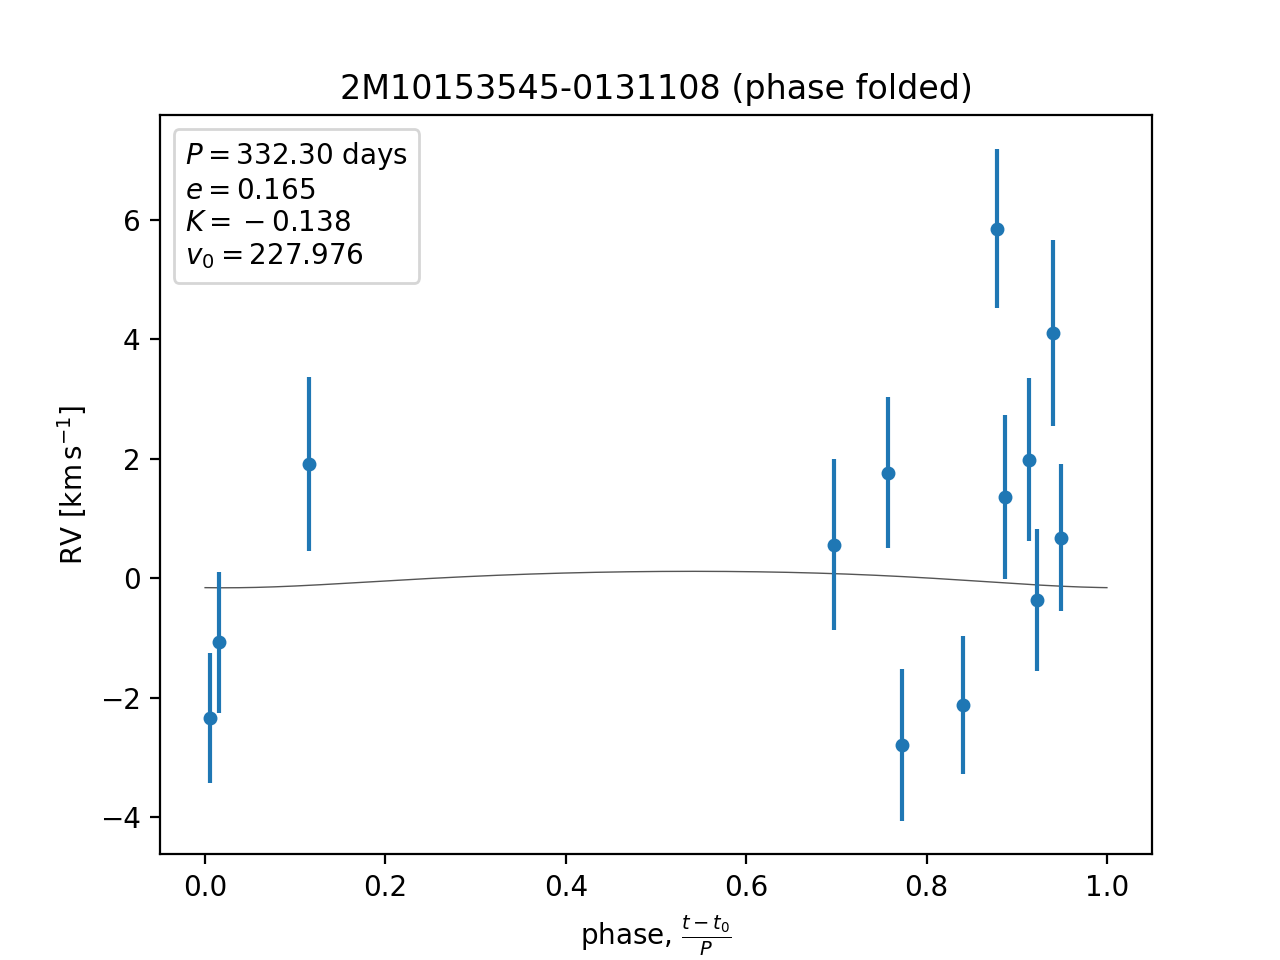 2M10153545-0131108 (phase folded)
P = 332.30 days
e = 0.165
K = −0.138
v₀ = 227.976
RV [km s⁻¹]
6
4
2
0
−2
−4
0.0 0.2 0.4 0.6 0.8 1.0
phase, (t − t₀)/P